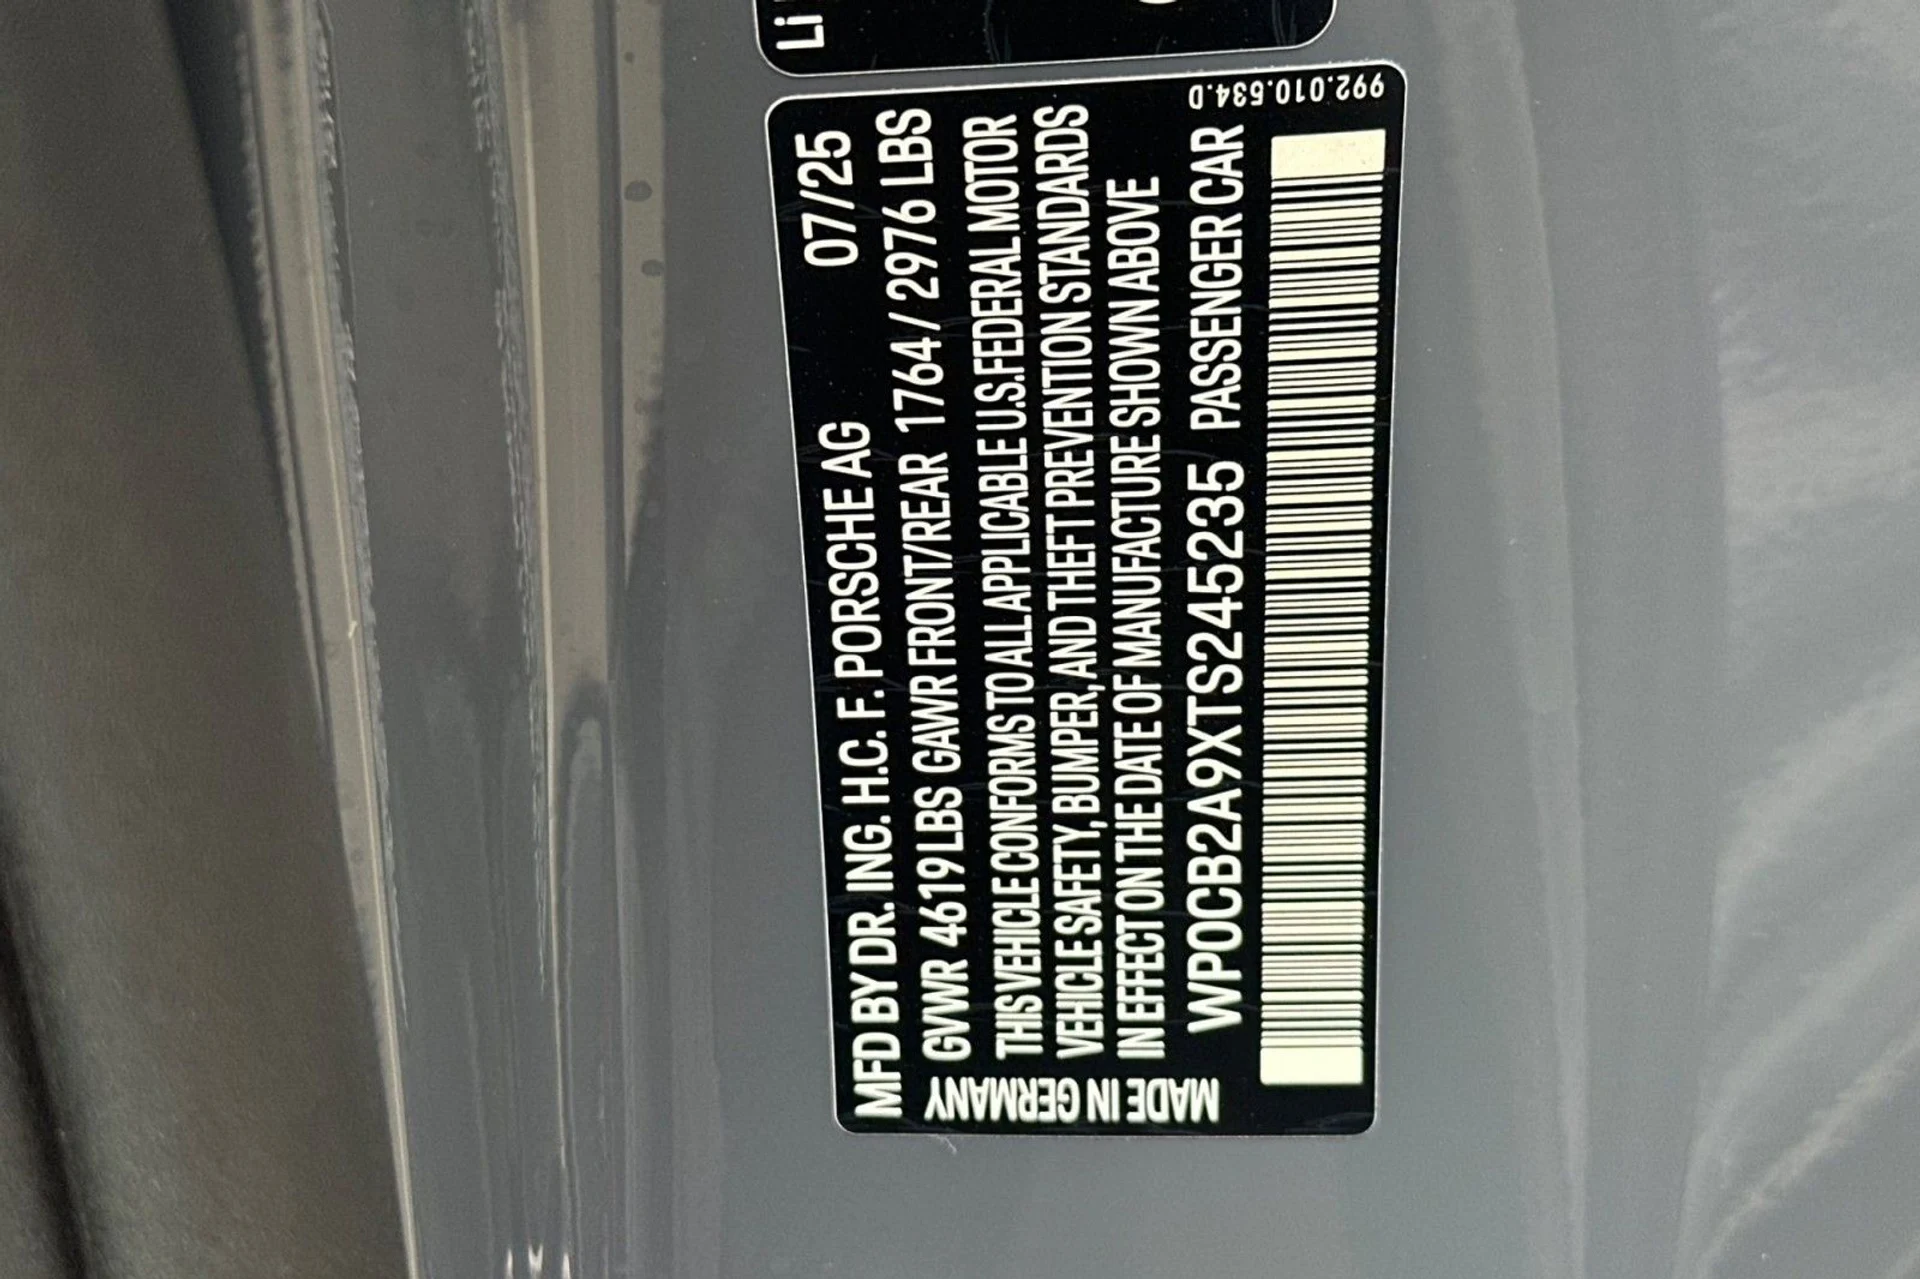 Li
MFD BY DR. ING. H.C. F. PORSCHE AG 07/25
GVWR 4619 LBS GAWR FRONT/REAR 1764 / 2976 LBS
THIS VEHICLE CONFORMS TO ALL APPLICABLE U.S. FEDERAL MOTOR
VEHICLE SAFETY, BUMPER, AND THEFT PREVENTION STANDARDS
IN EFFECT ON THE DATE OF MANUFACTURE SHOWN ABOVE
WP0CB2A9XTS245235 PASSENGER CAR
MADE IN GERMANY
992.010.534.D